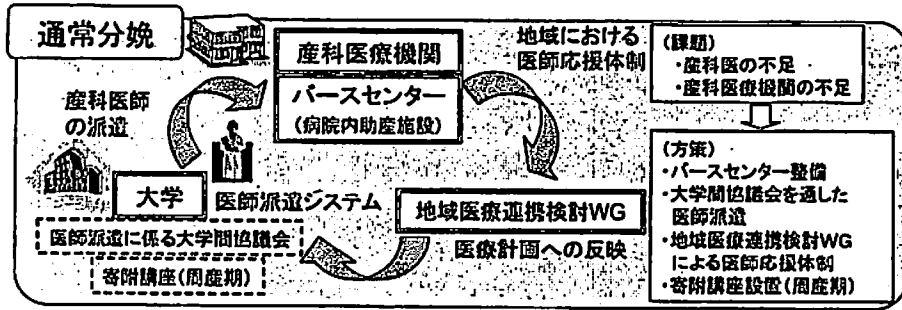 通常分娩
産科医療機関
バースセンター
(病院内助産施設)
地域における
医師応援体制
産科医師
の派遣
大学
医師派遣システム
医師派遣に係る大学間協議会
寄附講座(周産期)
地域医療連携検討WG
医療計画への反映
(課題)
・産科医の不足
・産科医療機関の不足
(方策)
・バースセンター整備
・大学間協議会を通した
医師派遣
・地域医療連携検討WG
による医師応援体制
・寄附講座設置(周産期)